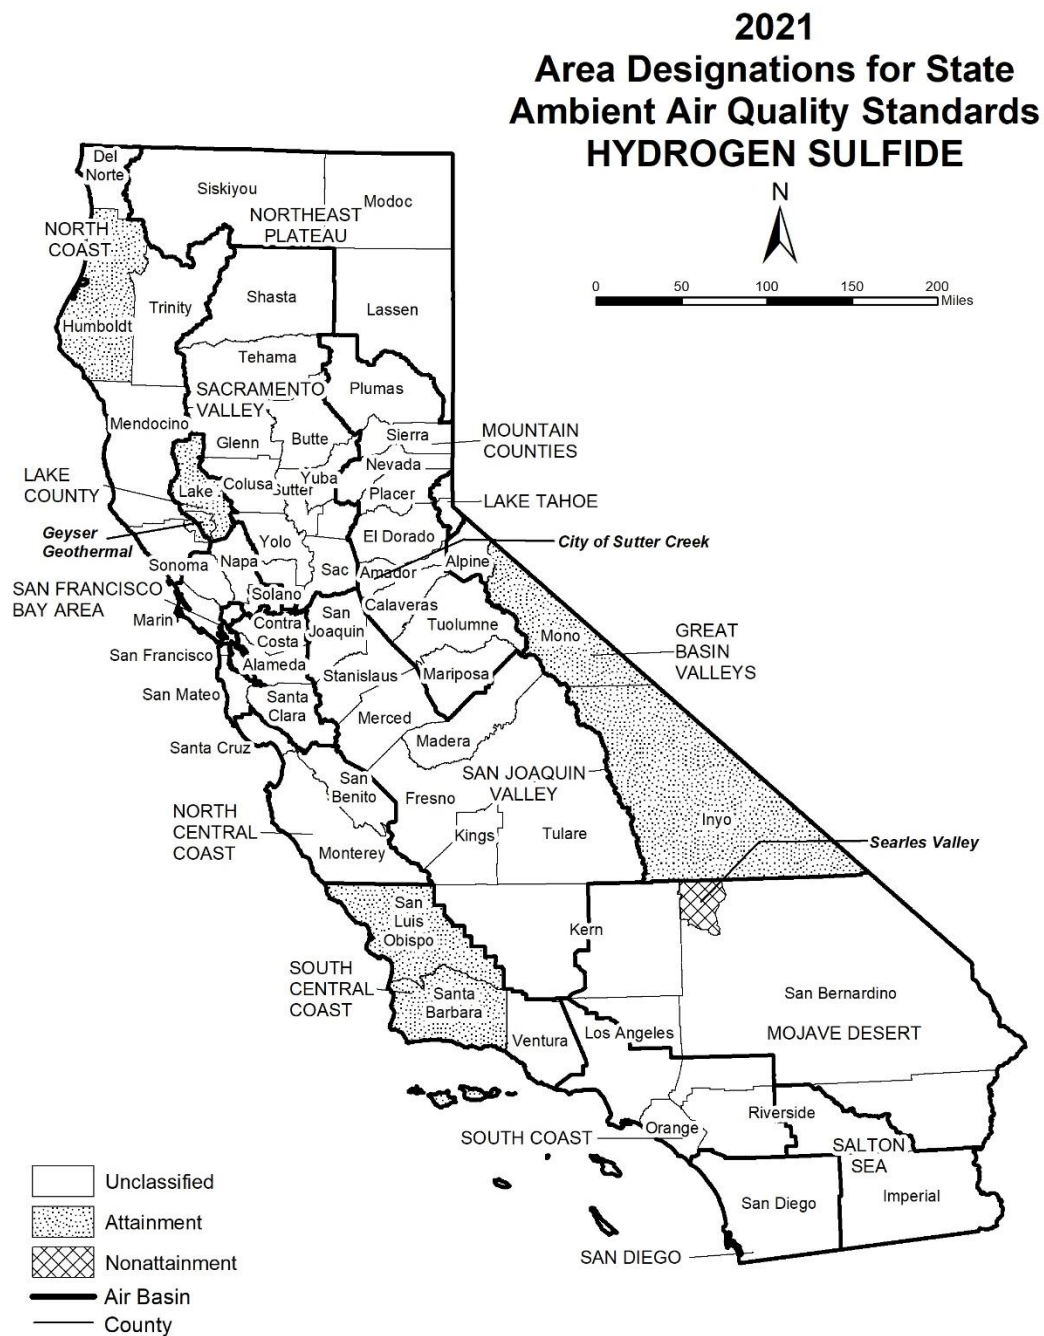 2021
Area Designations for State
Ambient Air Quality Standards
HYDROGEN SULFIDE
N
0 50 100 150 200
Miles
Del
Norte
Siskiyou
Modoc
NORTHEAST
PLATEAU
NORTH
COAST
Humboldt
Trinity
Shasta
Lassen
Tehama
Plumas
SACRAMENTO
VALLEY
Mendocino
Glenn
Butte
Sierra
MOUNTAIN
COUNTIES
Nevada
LAKE
COUNTY
Lake
Colusa
Sutter
Yuba
Placer
LAKE TAHOE
Geyser
Geothermal
El Dorado
City of Sutter Creek
Yolo
Sonoma
Napa
Sac
Amador
Alpine
SAN FRANCISCO
BAY AREA
Solano
Marin
Contra
Costa
San
Joaquin
Calaveras
Tuolumne
Mono
GREAT
BASIN
VALLEYS
San Francisco
Alameda
Stanislaus
Mariposa
San Mateo
Santa
Clara
Merced
Santa Cruz
Madera
San
Benito
Fresno
SAN JOAQUIN
VALLEY
NORTH
CENTRAL
COAST
Monterey
Kings
Tulare
Inyo
Searles Valley
San
Luis
Obispo
Kern
SOUTH
CENTRAL
COAST
Santa
Barbara
Ventura
Los Angeles
San Bernardino
MOJAVE DESERT
SOUTH COAST
Orange
Riverside
SALTON
SEA
San Diego
Imperial
SAN DIEGO
Unclassified
Attainment
Nonattainment
Air Basin
County